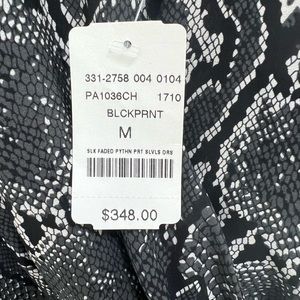 331-2758 004 0104
PA1036CH 1710
BLCKPRNT
M
SLK FADED PYTHN PRT SLVLS DRS
$348.00